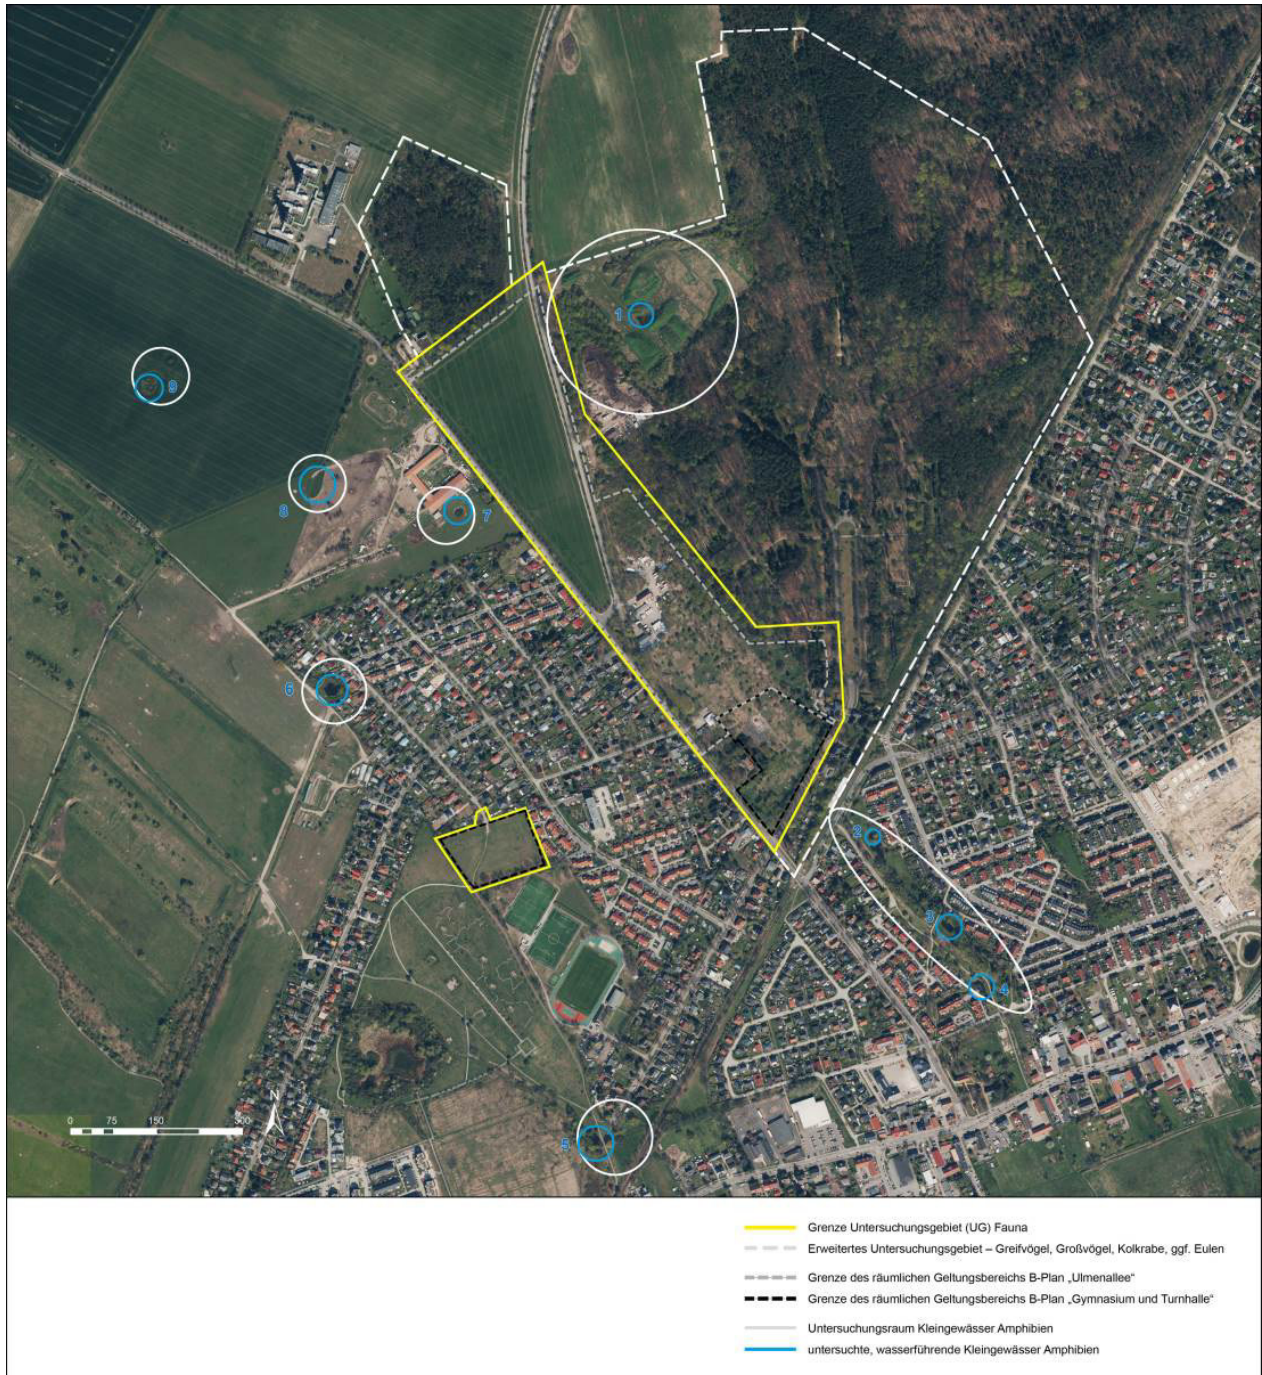 1
9
8
7
6
2
3
4
5
N
0 75 150 300
Grenze Untersuchungsgebiet (UG) Fauna
Erweitertes Untersuchungsgebiet – Greifvögel, Großvögel, Kolkrabe, ggf. Eulen
Grenze des räumlichen Geltungsbereichs B-Plan „Ulmenallee“
Grenze des räumlichen Geltungsbereichs B-Plan „Gymnasium und Turnhalle“
Untersuchungsraum Kleingewässer Amphibien
untersuchte, wasserführende Kleingewässer Amphibien